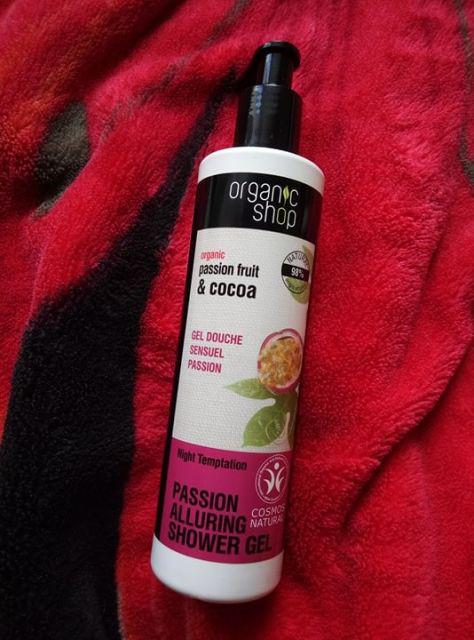 organic
shop
organic
passion fruit
& cocoa
NATURAL
98%
GEL DOUCHE
SENSUEL
PASSION
Night Temptation
PASSION
ALLURING
SHOWER GEL
COSMOS
NATURAL